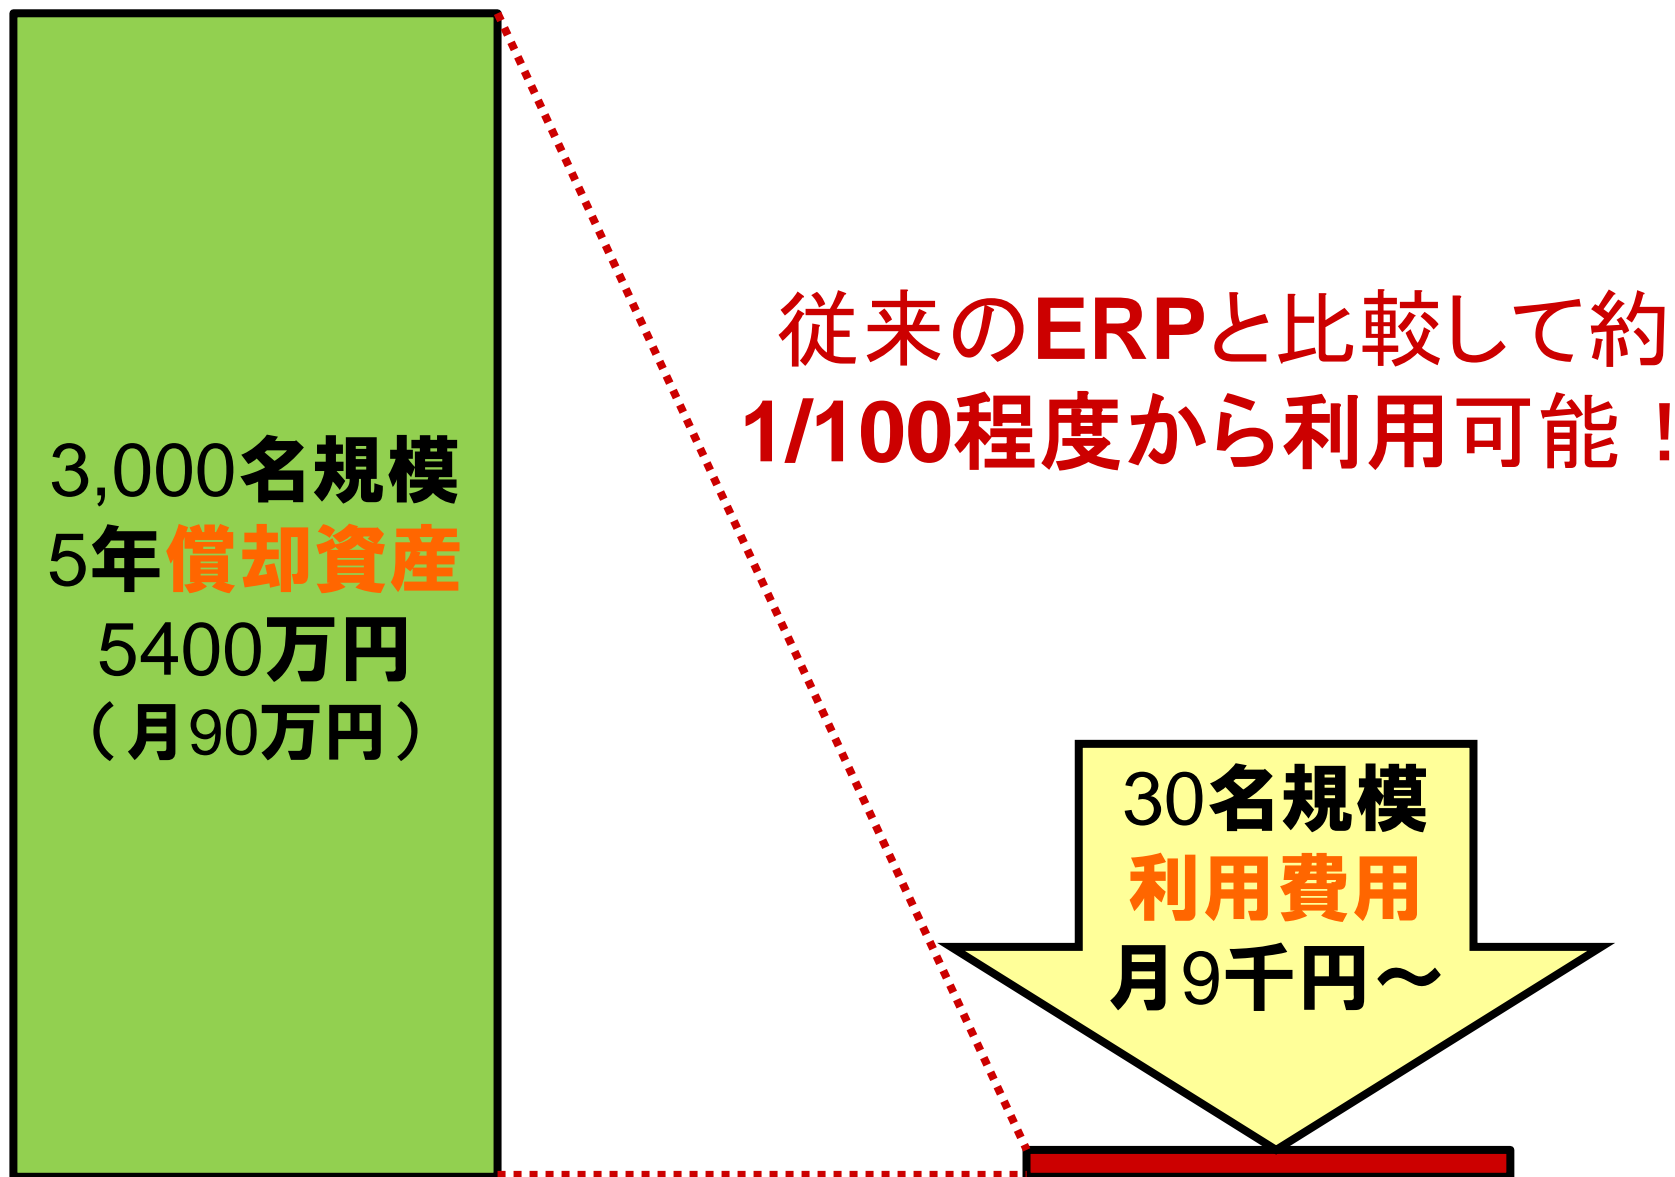 従来のERPと比較して約
1/100程度から利用可能！
3,000名規模
5年償却資産
5400万円
（月90万円）
30名規模
利用費用
月9千円～